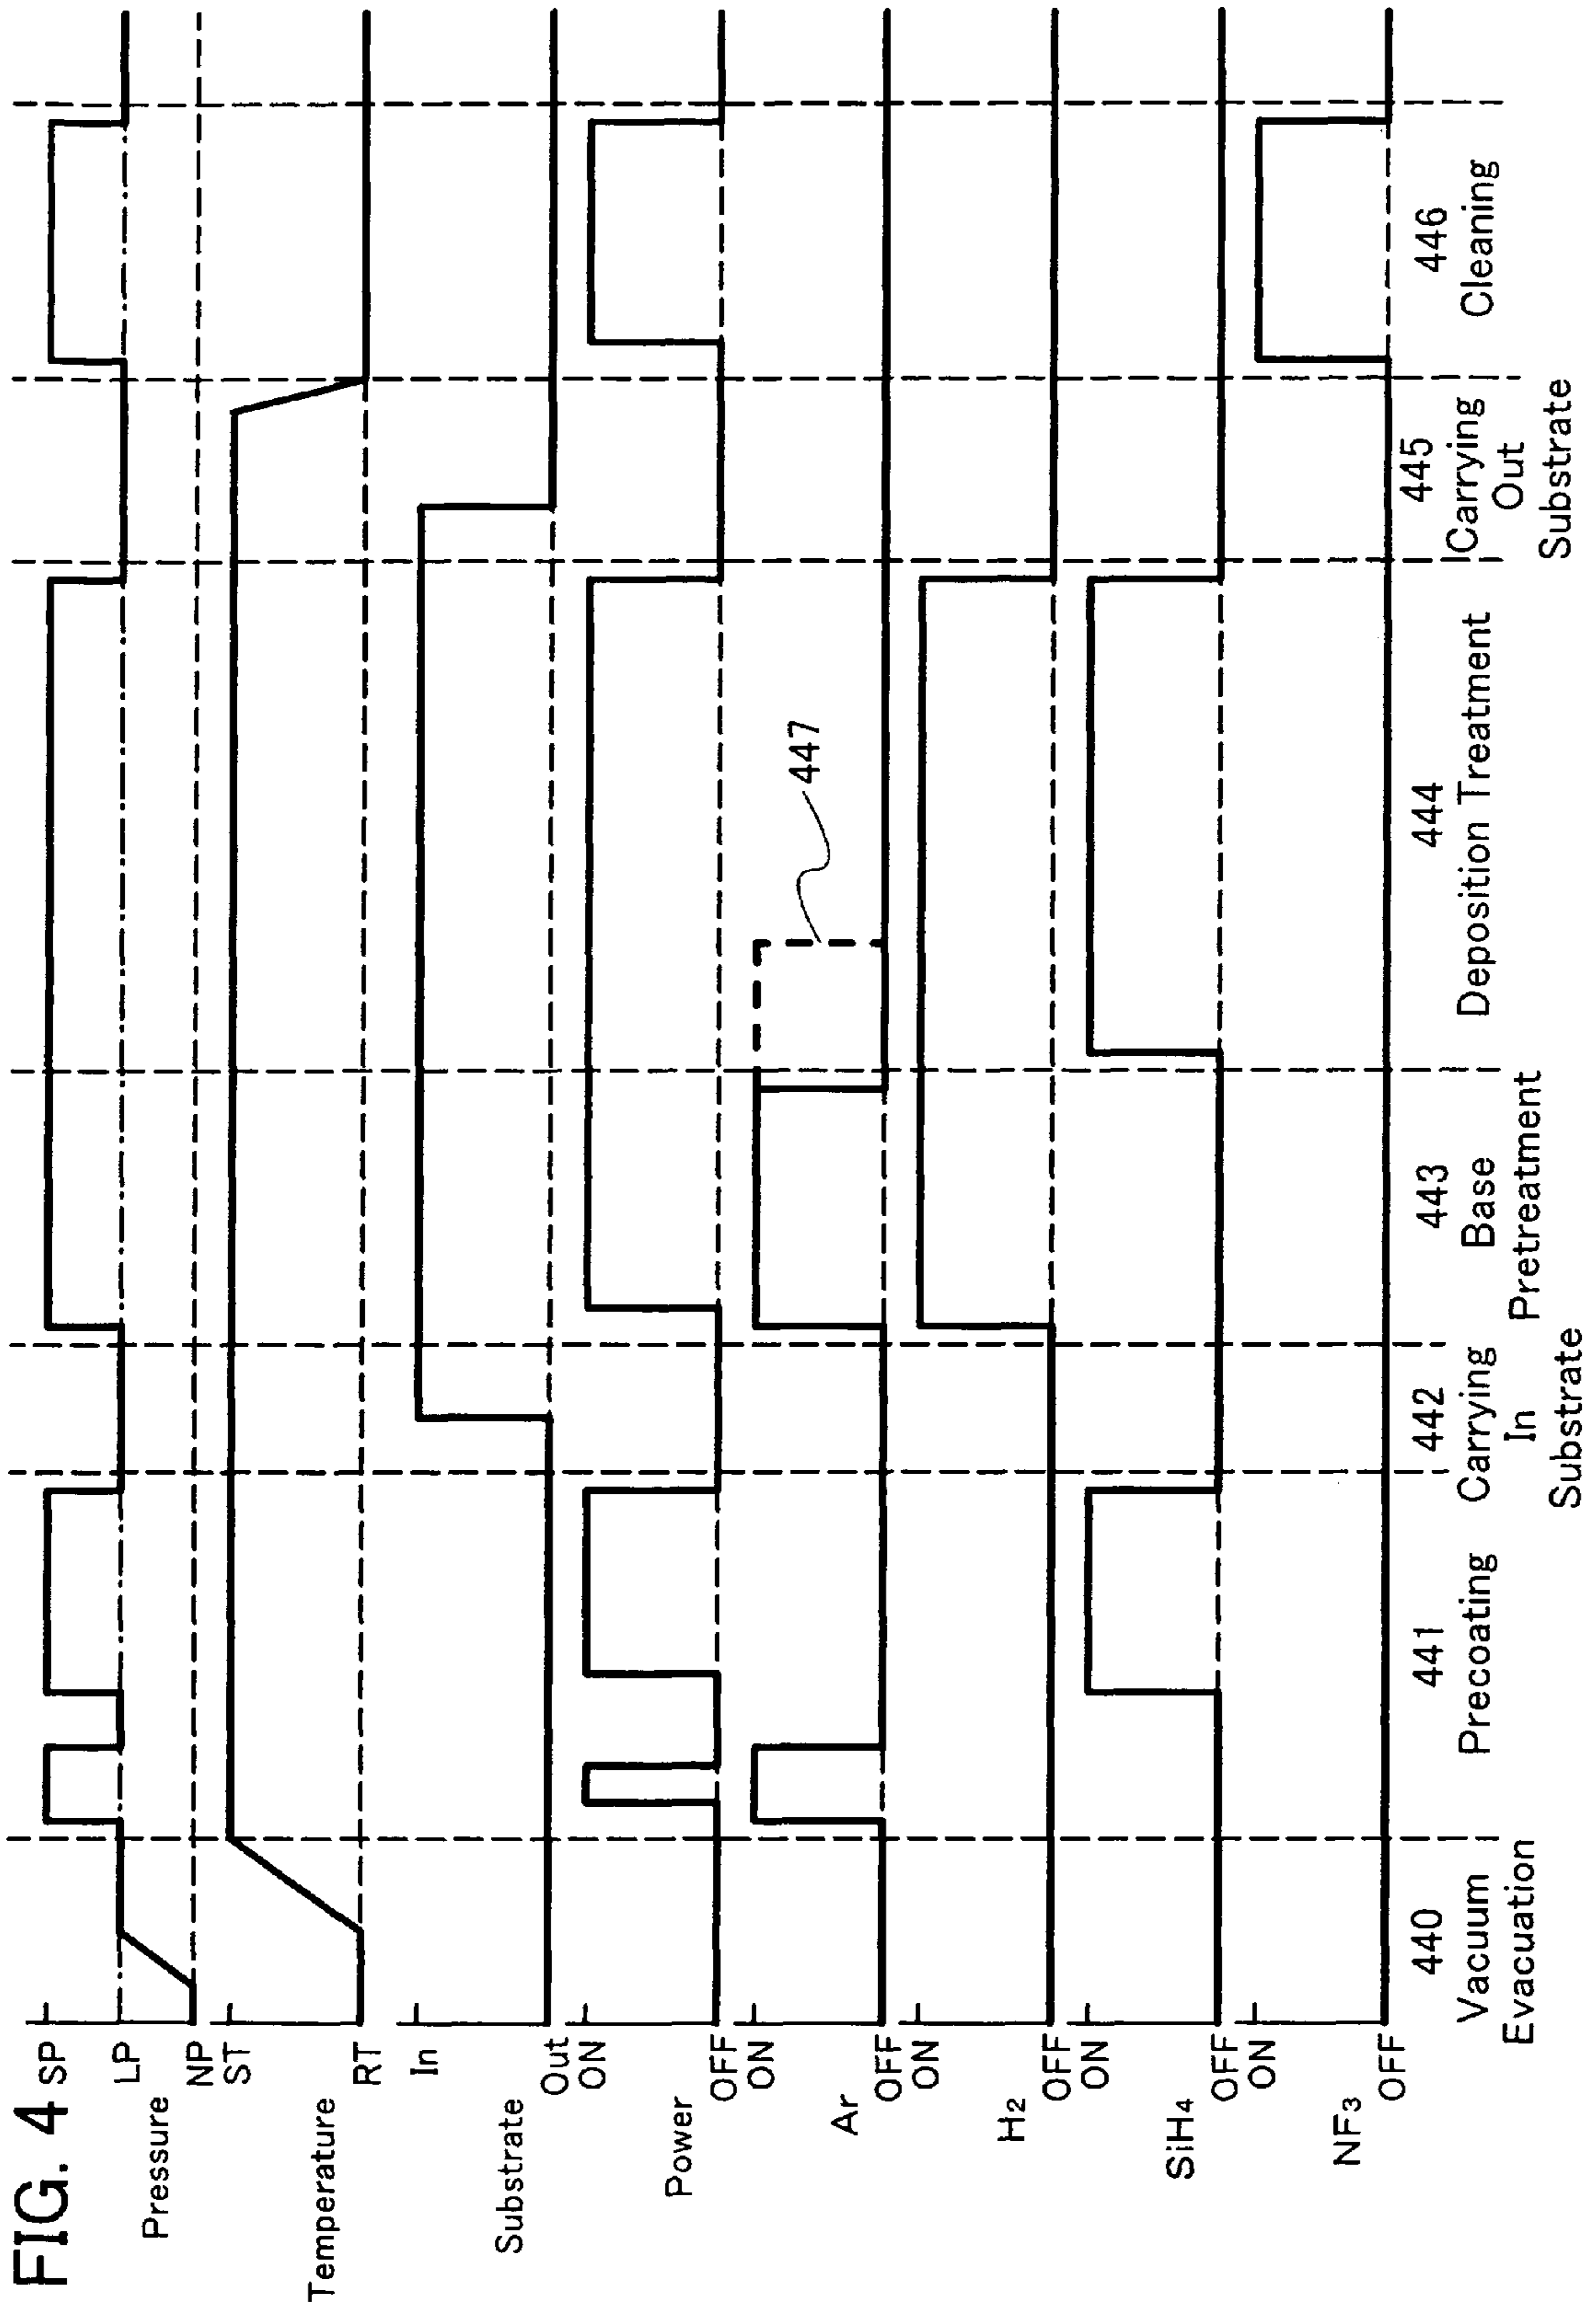 FIG. 4
SP
LP
NP
Pressure
ST
RT
Temperature
In
Out
Substrate
ON
OFF
Power
ON
OFF
Ar
ON
OFF
H2
ON
OFF
SiH4
ON
OFF
NF3
447
440
Vacuum
Evacuation
441
Precoating
442
Carrying
In
Substrate
443
Base
Pretreatment
444
Deposition Treatment
445
Carrying
Out
Substrate
446
Cleaning